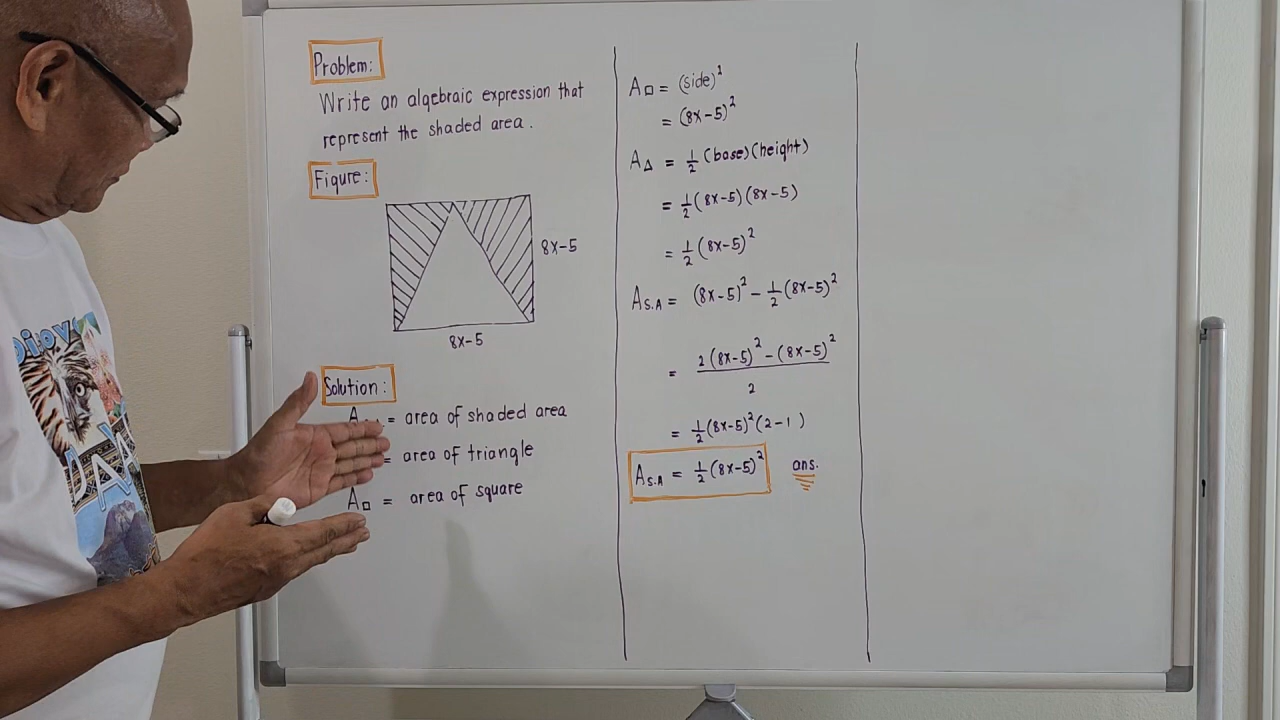 Problem:
Write an algebraic expression that
represent the shaded area.
Figure:
8x-5
8x-5
Solution:
= area of shaded area
= area of triangle
A□ = area of square
A□ = (side)²
= (8x-5)²
A△ = 1/2 (base)(height)
= 1/2 (8x-5)(8x-5)
= 1/2 (8x-5)²
A S.A = (8x-5)² - 1/2 (8x-5)²
= 2(8x-5)² - (8x-5)² / 2
= 1/2 (8x-5)² (2-1)
A S.A = 1/2 (8x-5)² ans.